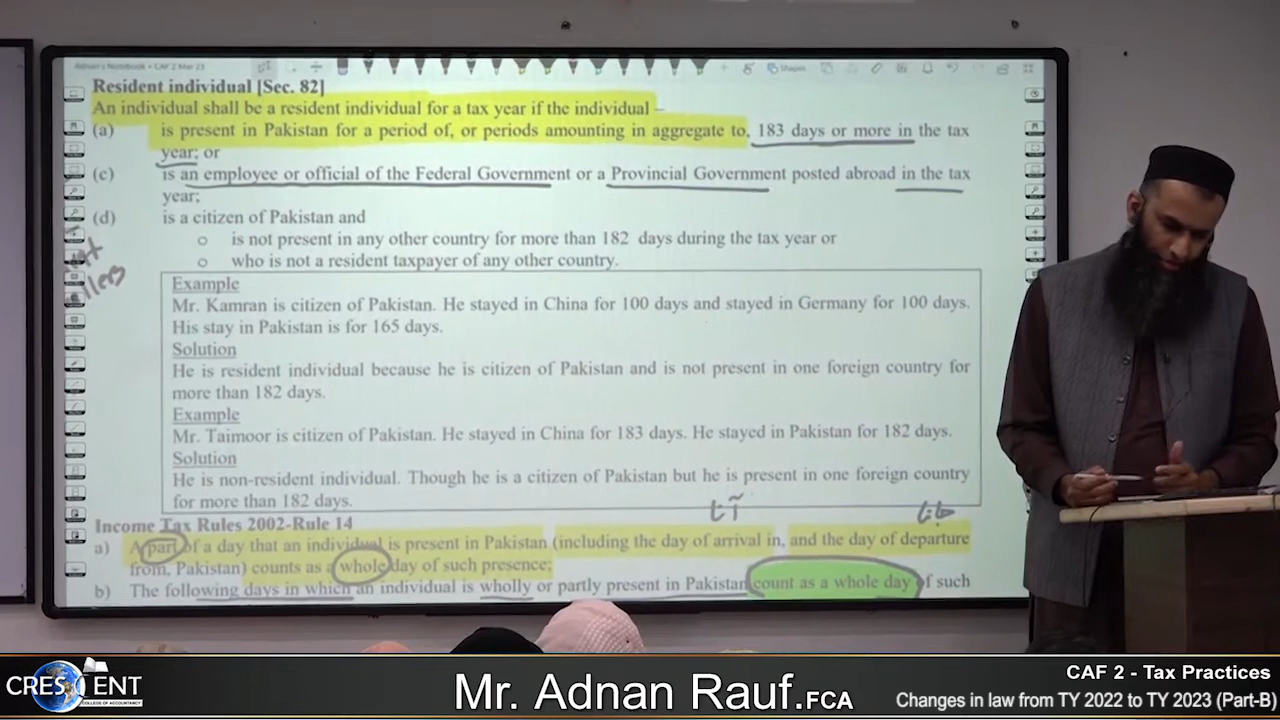 Adnan's Notebook • CAF 2 Mar 23
Shapes
Resident individual [Sec. 82]
An individual shall be a resident individual for a tax year if the individual –
(a) is present in Pakistan for a period of, or periods amounting in aggregate to, 183 days or more in the tax
year; or
(c) is an employee or official of the Federal Government or a Provincial Government posted abroad in the tax
year;
(d) is a citizen of Pakistan and
o is not present in any other country for more than 182 days during the tax year or
o who is not a resident taxpayer of any other country.
Example
Mr. Kamran is citizen of Pakistan. He stayed in China for 100 days and stayed in Germany for 100 days.
His stay in Pakistan is for 165 days.
Solution
He is resident individual because he is citizen of Pakistan and is not present in one foreign country for
more than 182 days.
Example
Mr. Taimoor is citizen of Pakistan. He stayed in China for 183 days. He stayed in Pakistan for 182 days.
Solution
He is non-resident individual. Though he is a citizen of Pakistan but he is present in one foreign country
for more than 182 days.
آنا جانا
Income Tax Rules 2002-Rule 14
a) A part of a day that an individual is present in Pakistan (including the day of arrival in, and the day of departure
from, Pakistan) counts as a whole day of such presence;
b) The following days in which an individual is wholly or partly present in Pakistan count as a whole day of such
CRESCENT
COLLEGE OF ACCOUNTANCY
Mr. Adnan Rauf.FCA
CAF 2 - Tax Practices
Changes in law from TY 2022 to TY 2023 (Part-B)